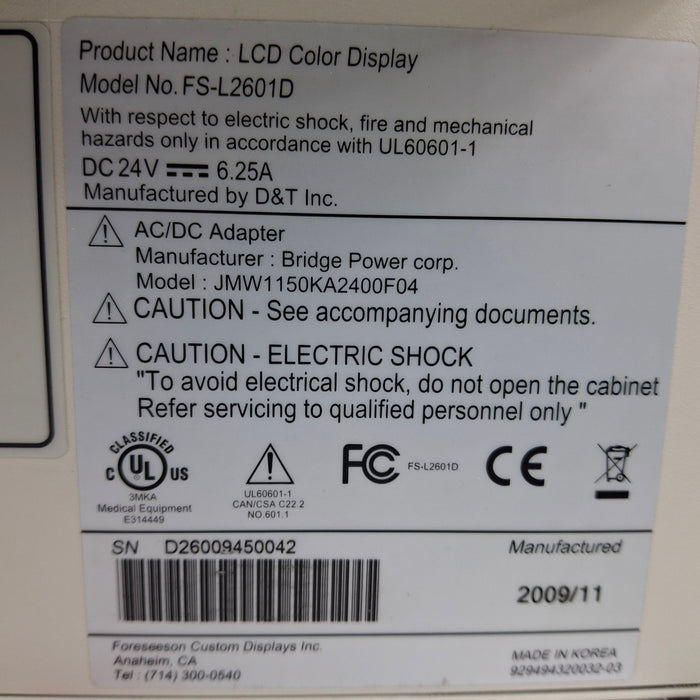 Product Name : LCD Color Display
Model No. FS-L2601D
With respect to electric shock, fire and mechanical
hazards only in accordance with UL60601-1
DC 24V 6.25A
Manufactured by D&T Inc.
AC/DC Adapter
Manufacturer : Bridge Power corp.
Model : JMW1150KA2400F04
CAUTION - See accompanying documents.
CAUTION - ELECTRIC SHOCK
"To avoid electrical shock, do not open the cabinet
Refer servicing to qualified personnel only "
CLASSIFIED
C UL US
3MKA
Medical Equipment
E314449
UL60601-1
CAN/CSA C22.2
NO.601.1
FC FS-L2601D
CE
SN D26009450042
Manufactured
2009/11
Foreseeson Custom Displays Inc.
Anaheim, CA
Tel : (714) 300-0540
MADE IN KOREA
929494320032-03